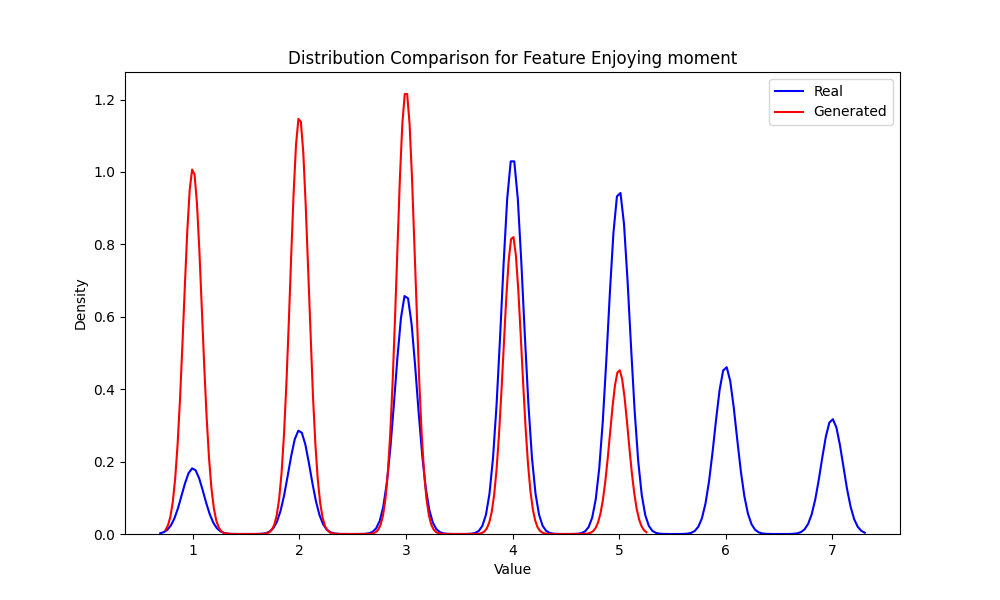 Distribution Comparison for Feature Enjoying moment
Real
Generated
1.2
1.0
0.8
0.6
0.4
0.2
0.0
Density
1 2 3 4 5 6 7
Value